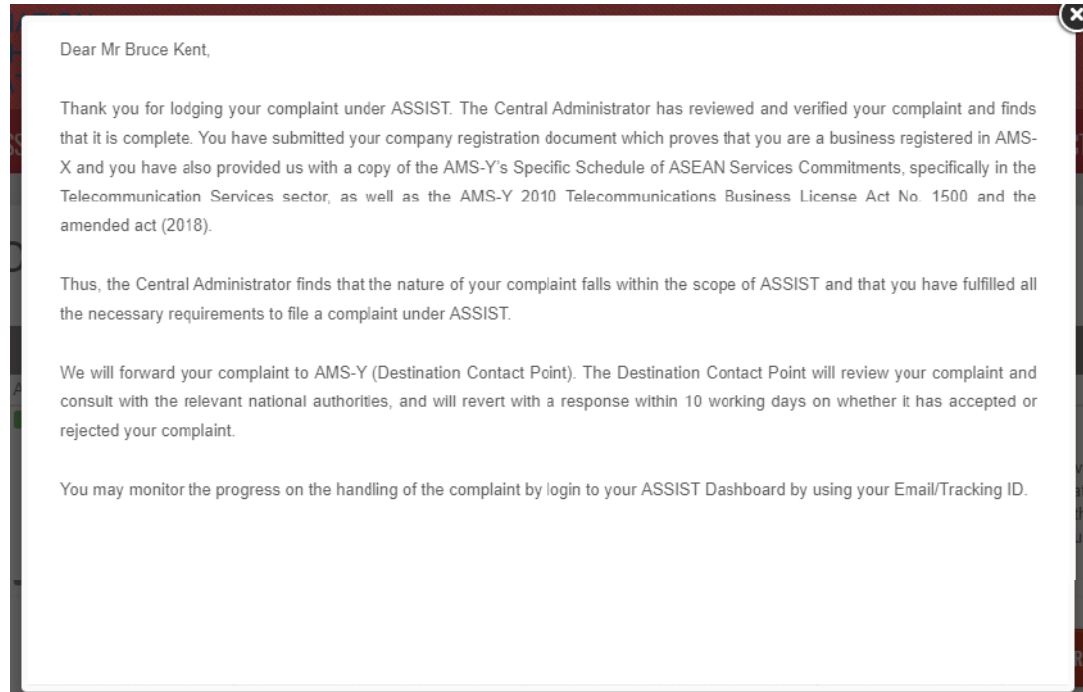 Dear Mr Bruce Kent,
Thank you for lodging your complaint under ASSIST. The Central Administrator has reviewed and verified your complaint and finds
that it is complete. You have submitted your company registration document which proves that you are a business registered in AMS-
X and you have also provided us with a copy of the AMS-Y's Specific Schedule of ASEAN Services Commitments, specifically in the
Telecommunication Services sector, as well as the AMS-Y 2010 Telecommunications Business License Act No. 1500 and the
amended act (2018).
Thus, the Central Administrator finds that the nature of your complaint falls within the scope of ASSIST and that you have fulfilled all
the necessary requirements to file a complaint under ASSIST.
We will forward your complaint to AMS-Y (Destination Contact Point). The Destination Contact Point will review your complaint and
consult with the relevant national authorities, and will revert with a response within 10 working days on whether it has accepted or
rejected your complaint.
You may monitor the progress on the handling of the complaint by login to your ASSIST Dashboard by using your Email/Tracking ID.